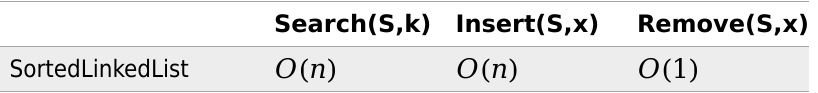 Search(S,k) Insert(S,x) Remove(S,x)
SortedLinkedList O(n) O(n) O(1)